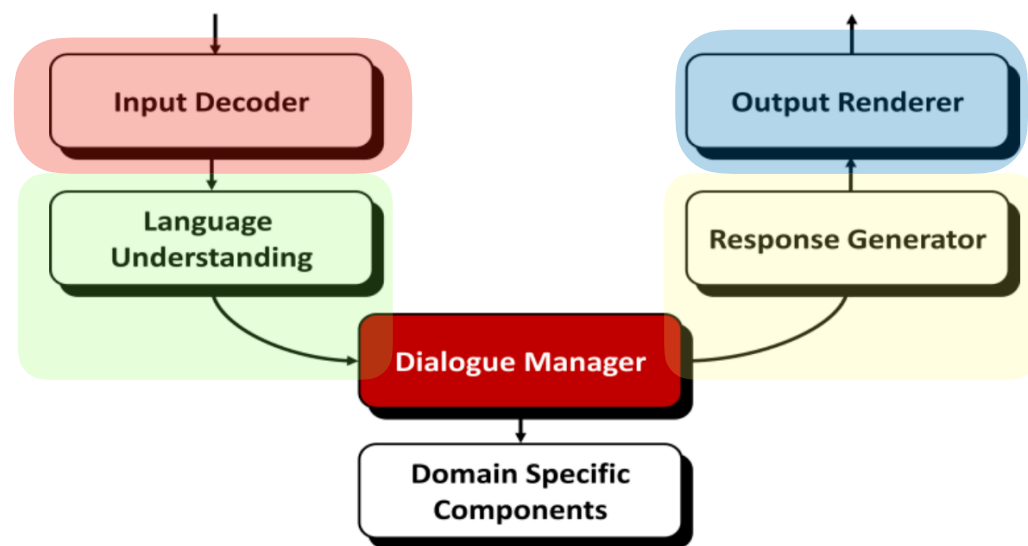 Input Decoder
Output Renderer
Language
Understanding
Response Generator
Dialogue Manager
Domain Specific
Components